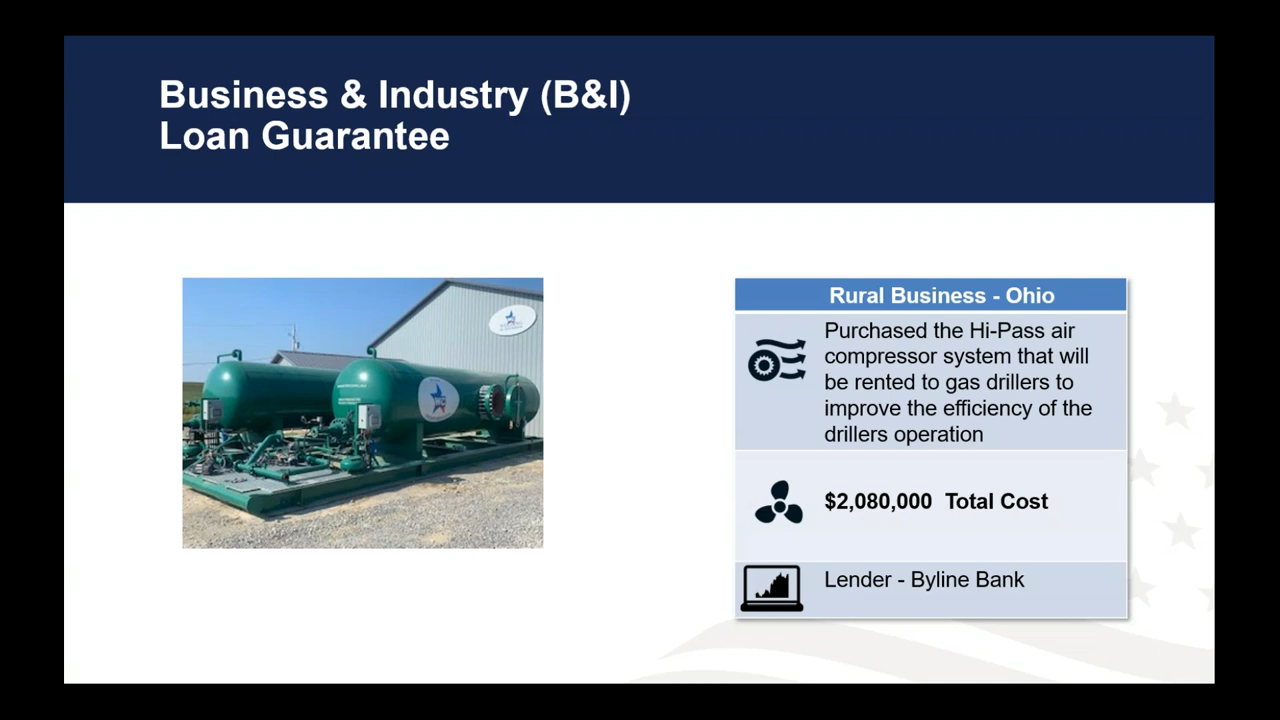 Business & Industry (B&I)
Loan Guarantee
Rural Business - Ohio
Purchased the Hi-Pass air
compressor system that will
be rented to gas drillers to
improve the efficiency of the
drillers operation
$2,080,000 Total Cost
Lender - Byline Bank